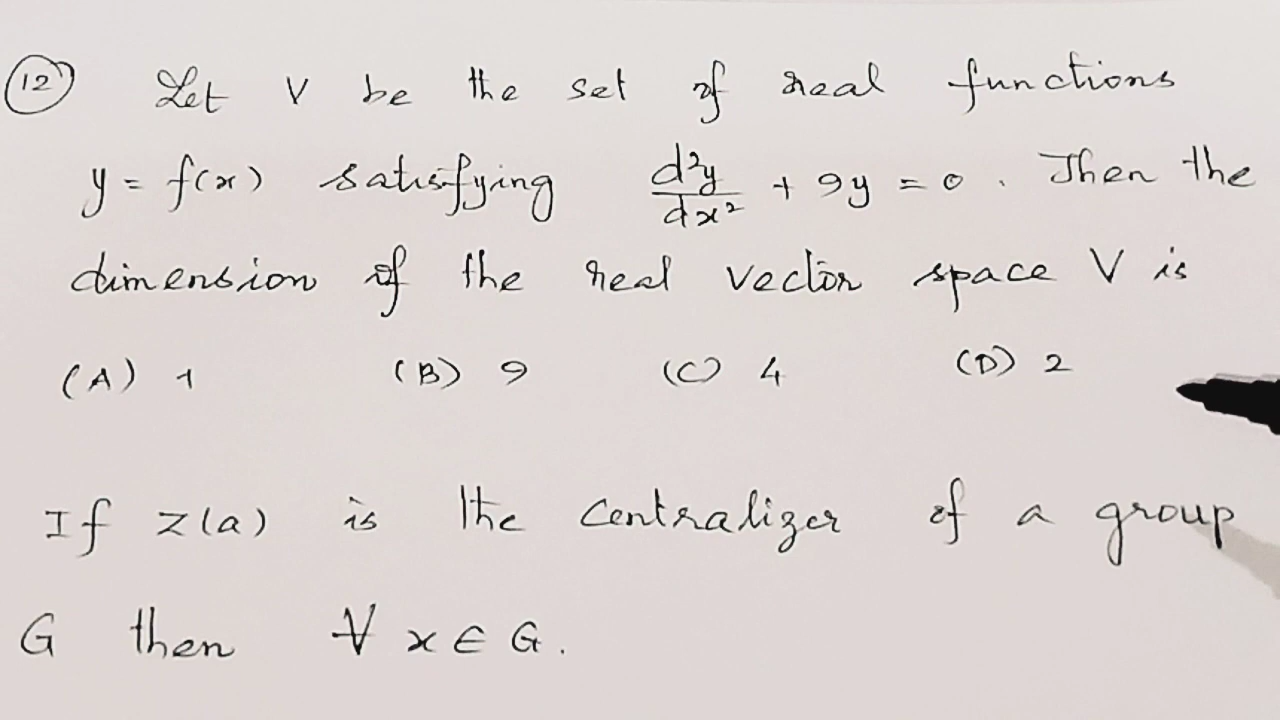 (12) Let V be the set of real functions
y = f(x) satisfying d²y/dx² + 9y = 0. Then the
dimension of the real vector space V is
(A) 1 (B) 9 (C) 4 (D) 2
If Z(a) is the centralizer of a group
G then ∀ x ∈ G.